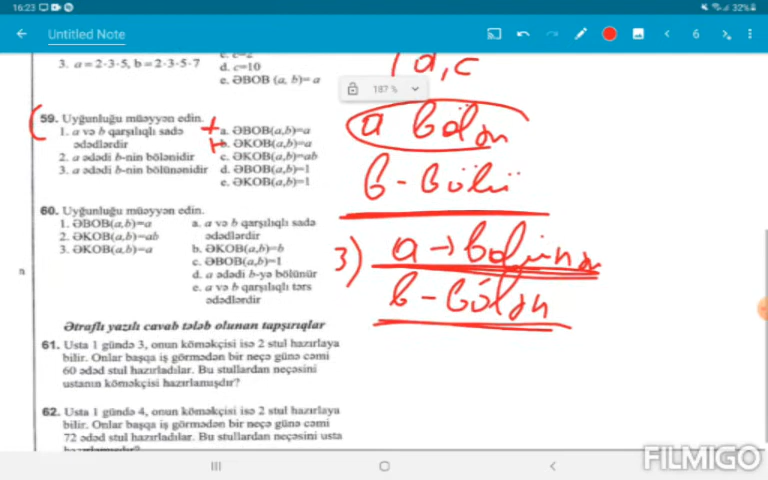 16:23
32%
Untitled Note
6
187 %
3. a=2·3·5, b=2·3·5·7
c. c=2
d. c=10
e. ƏBOB (a, b)= a
a, c
a bölən
b - bölü
3) a → bölünən
b - bölən
59. Uyğunluğu müəyyən edin.
1. a və b qarşılıqlı sadə ədədlərdir
2. a ədədi b-nin bölənidir
3. a ədədi b-nin bölünənidir
a. ƏBOB(a,b)=a
b. ƏKOB(a,b)=a
c. ƏKOB(a,b)=ab
d. ƏBOB(a,b)=1
e. ƏKOB(a,b)=1
60. Uyğunluğu müəyyən edin.
1. ƏBOB(a,b)=a
2. ƏKOB(a,b)=ab
3. ƏKOB(a,b)=a
a. a və b qarşılıqlı sadə
ədədlərdir
b. ƏKOB(a,b)=b
c. ƏBOB(a,b)=1
d. a ədədi b-yə bölünür
e. a və b qarşılıqlı tərs
ədədlərdir
Ətraflı yazılı cavab tələb olunan tapşırıqlar
61. Usta 1 gündə 3, onun köməkçisi isə 2 stul hazırlaya
bilir. Onlar başqa iş görmədən bir neçə günə cəmi
60 ədəd stul hazırladılar. Bu stullardan neçəsini
ustanın köməkçisi hazırlamışdır?
62. Usta 1 gündə 4, onun köməkçisi isə 2 stul hazırlaya
bilir. Onlar başqa iş görmədən bir neçə günə cəmi
72 ədəd stul hazırladılar. Bu stullardan neçəsini usta
hazırlamışdır?
FILMIGO